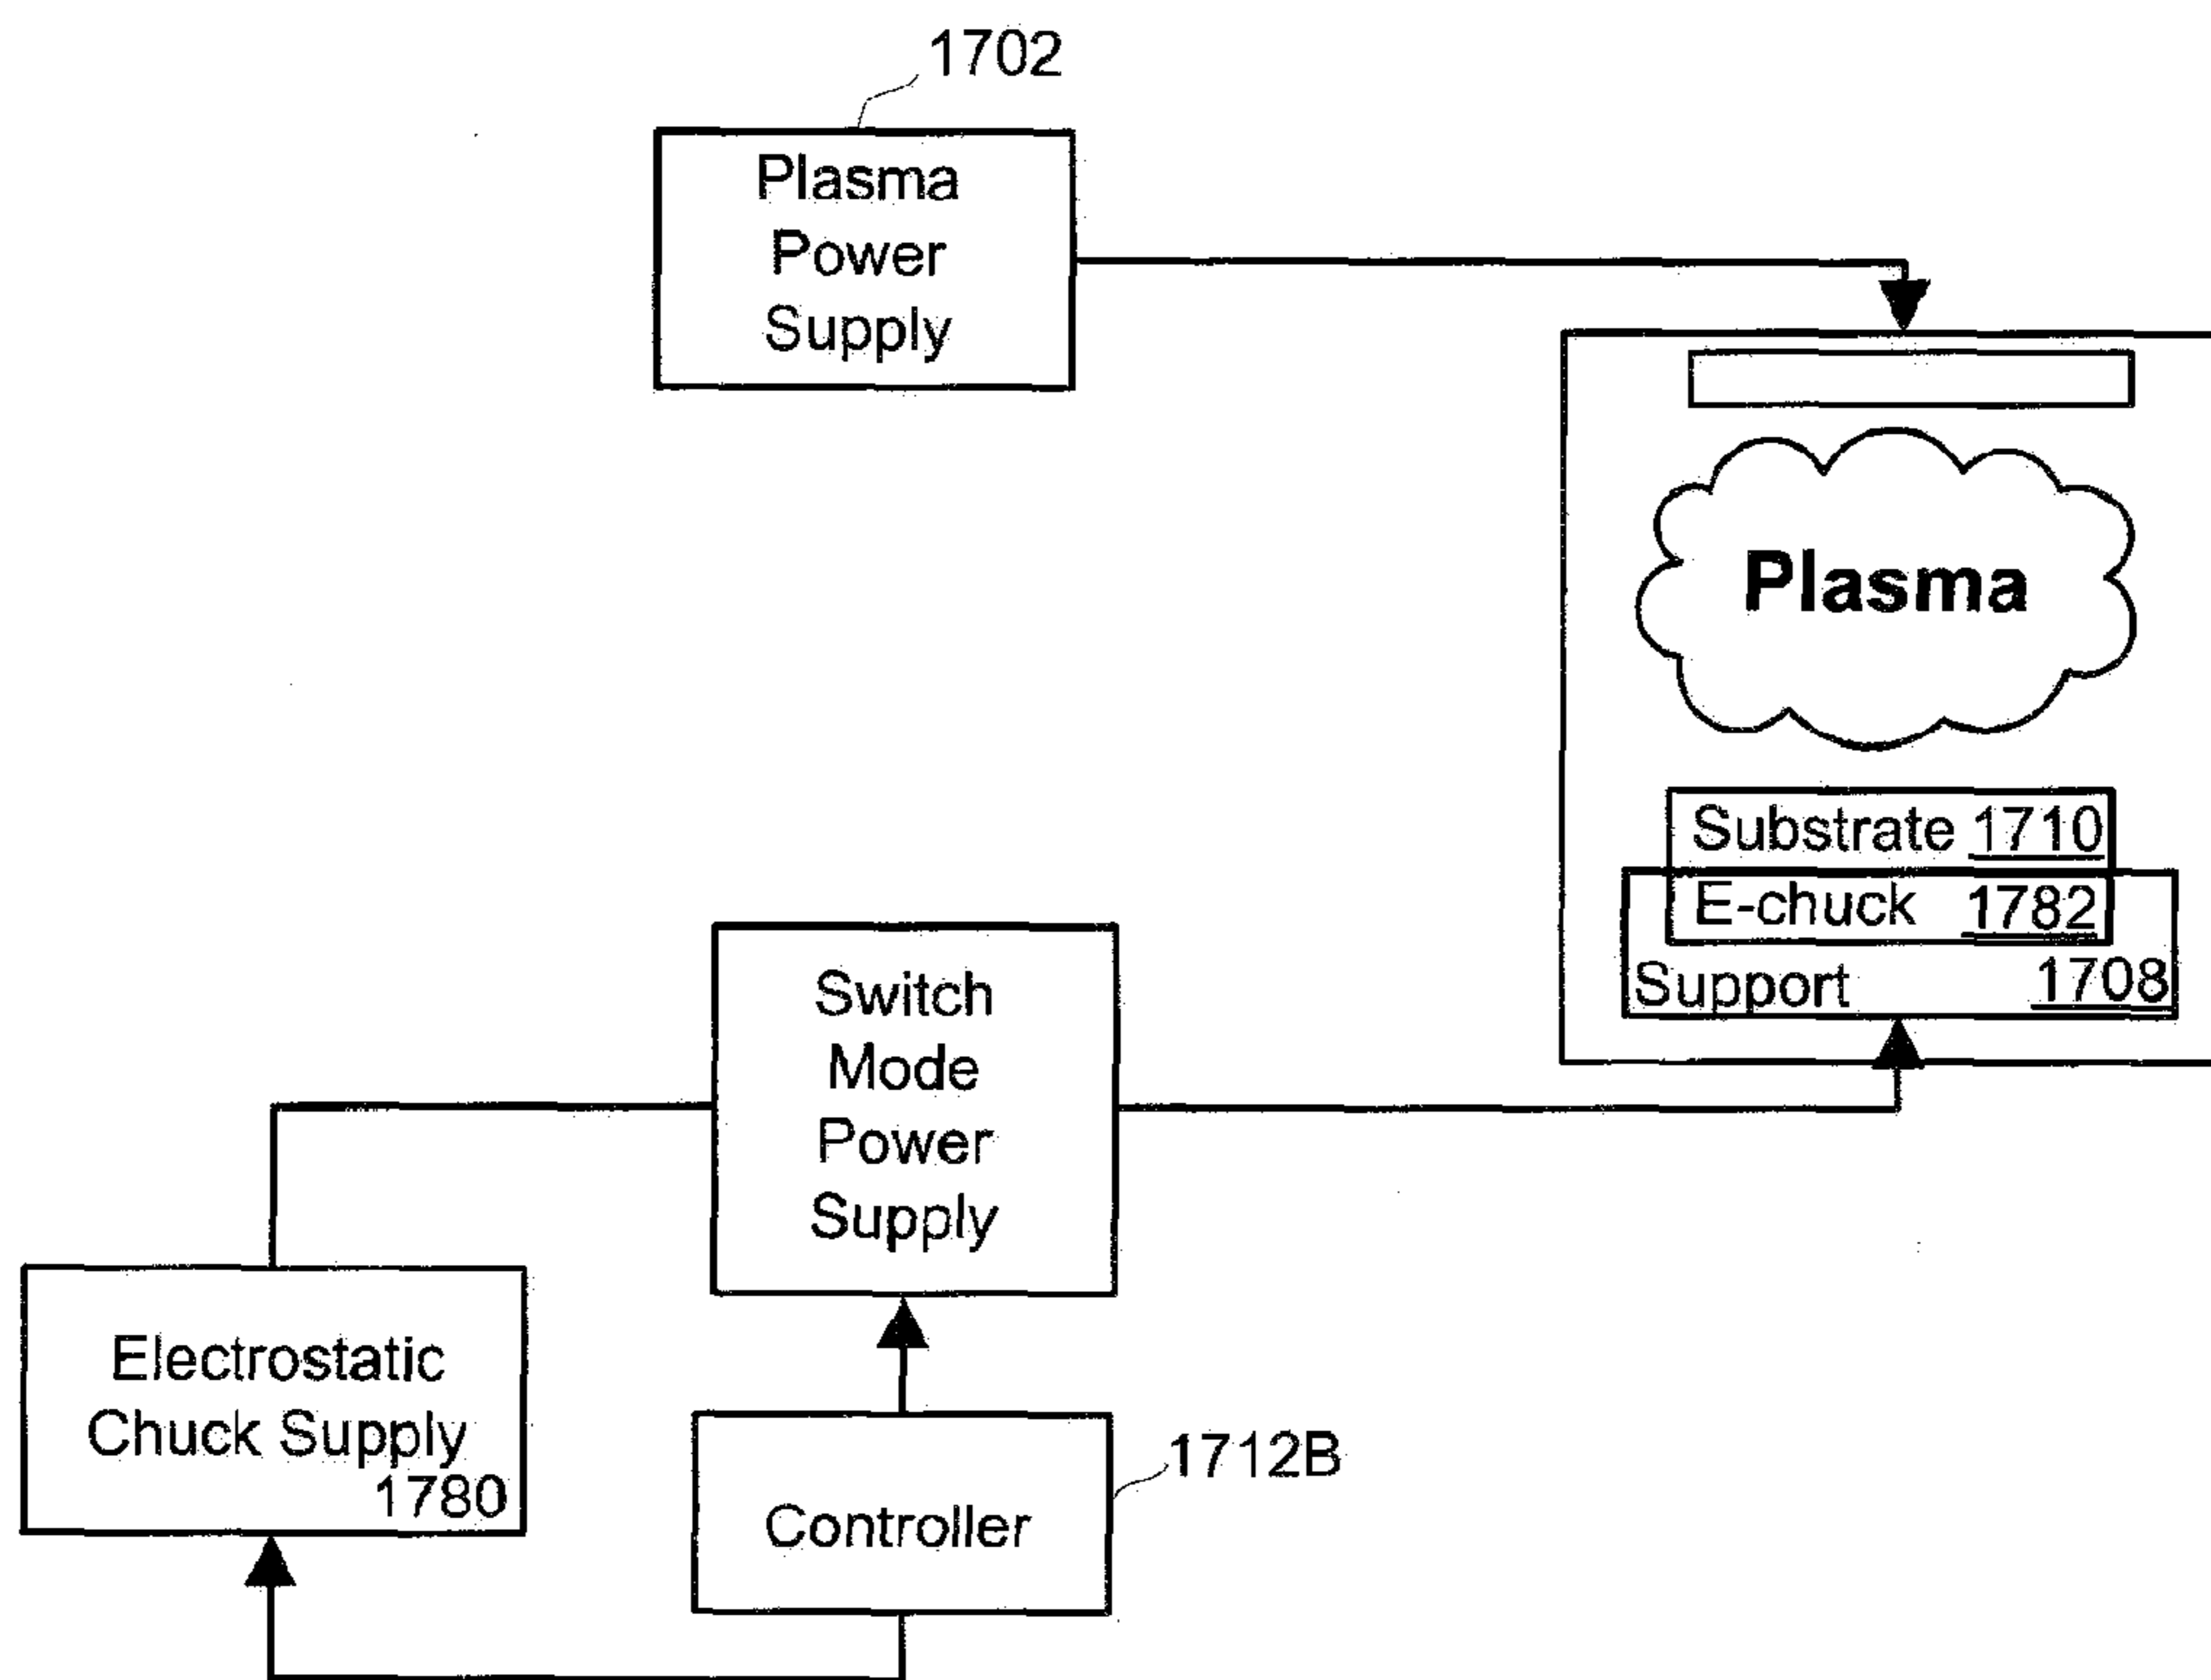 1702
Plasma
Power
Supply
Plasma
Substrate 1710
E-chuck 1782
Support 1708
Switch
Mode
Power
Supply
Electrostatic
Chuck Supply
1780
Controller
1712B